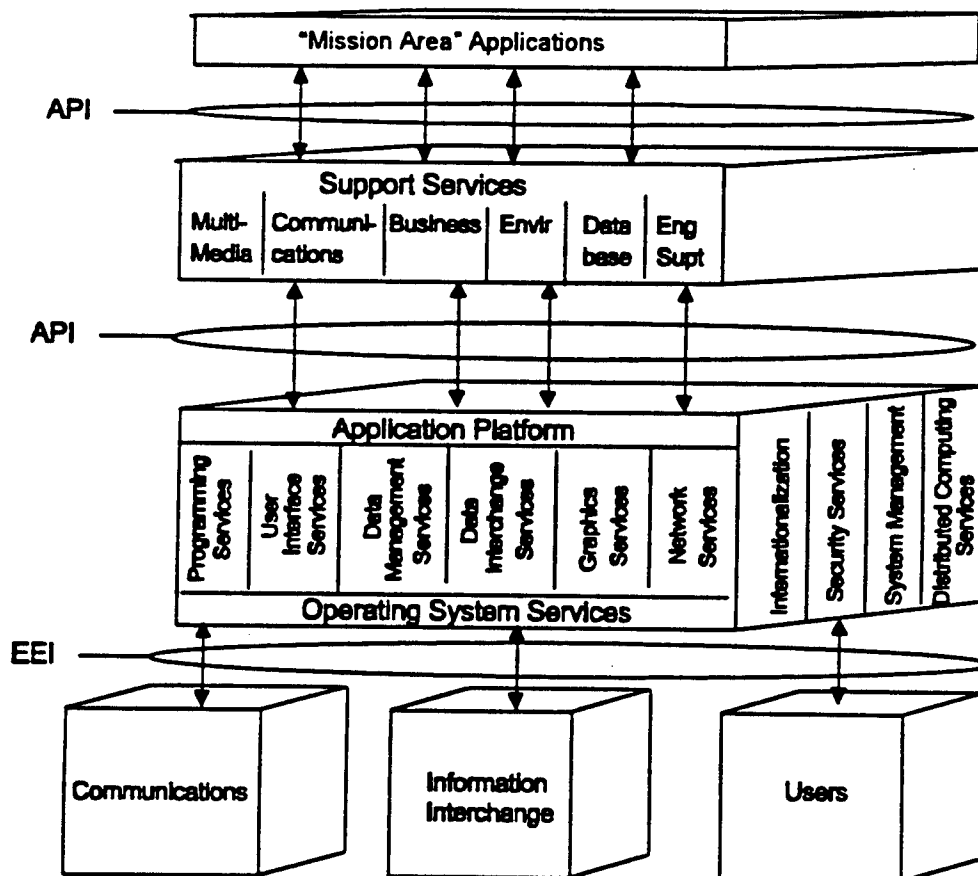 “Mission Area” Applications
API
Support Services
Multi-
Media
Communi-
cations
Business
Envir
Data
base
Eng
Supt
API
Application Platform
Programming
Services
User
Interface
Services
Data
Management
Services
Data
Interchange
Services
Graphics
Services
Network
Services
Internationalization
Security Services
System Management
Distributed Computing
Services
Operating System Services
EEI
Communications
Information
Interchange
Users